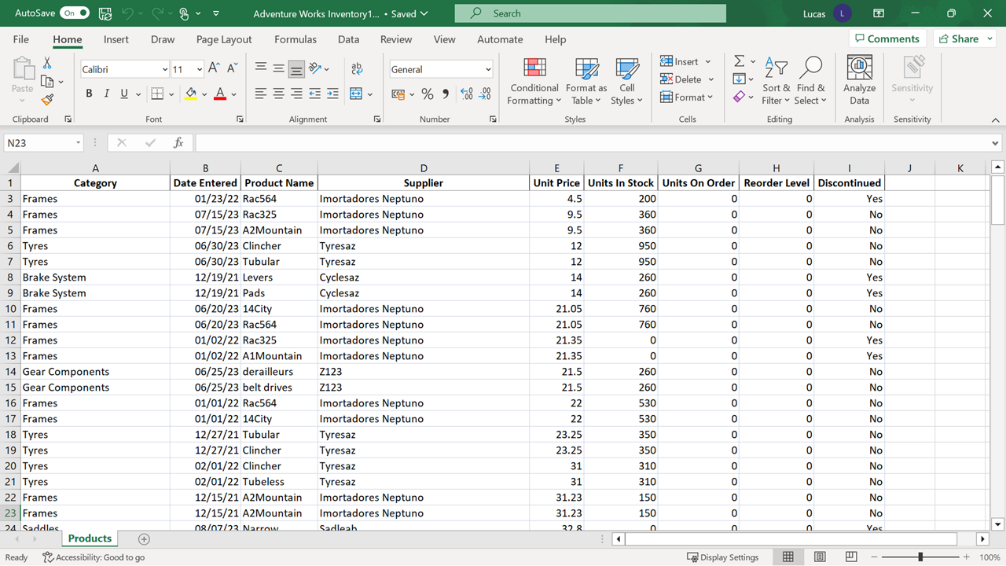 AutoSave On Adventure Works Inventory1... • Saved Search Lucas L
File Home Insert Draw Page Layout Formulas Data Review View Automate Help Comments Share
Paste Calibri 11 A A ab General Conditional Formatting Format as Table Cell Styles Insert Delete Format Sort & Filter Find & Select Analyze Data Sensitivity
B I U A % 9
Clipboard Font Alignment Number Styles Cells Editing Analysis Sensitivity
N23 fx
A B C D E F G H I J K
1 Category Date Entered Product Name Supplier Unit Price Units In Stock Units On Order Reorder Level Discontinued
3 Frames 01/23/22 Rac564 Imortadores Neptuno 4.5 200 0 0 Yes
4 Frames 07/15/23 Rac325 Imortadores Neptuno 9.5 360 0 0 No
5 Frames 07/15/23 A2Mountain Imortadores Neptuno 9.5 360 0 0 No
6 Tyres 06/30/23 Clincher Tyresaz 12 950 0 0 No
7 Tyres 06/30/23 Tubular Tyresaz 12 950 0 0 No
8 Brake System 12/19/21 Levers Cyclesaz 14 260 0 0 Yes
9 Brake System 12/19/21 Pads Cyclesaz 14 260 0 0 Yes
10 Frames 06/20/23 14City Imortadores Neptuno 21.05 760 0 0 No
11 Frames 06/20/23 Rac564 Imortadores Neptuno 21.05 760 0 0 No
12 Frames 01/02/22 Rac325 Imortadores Neptuno 21.35 0 0 0 Yes
13 Frames 01/02/22 A1Mountain Imortadores Neptuno 21.35 0 0 0 Yes
14 Gear Components 06/25/23 derailleurs Z123 21.5 260 0 0 No
15 Gear Components 06/25/23 belt drives Z123 21.5 260 0 0 No
16 Frames 01/01/22 Rac564 Imortadores Neptuno 22 530 0 0 No
17 Frames 01/01/22 14City Imortadores Neptuno 22 530 0 0 No
18 Tyres 12/27/21 Tubular Tyresaz 23.25 350 0 0 No
19 Tyres 12/27/21 Clincher Tyresaz 23.25 350 0 0 No
20 Tyres 02/01/22 Clincher Tyresaz 31 310 0 0 No
21 Tyres 02/01/22 Tubeless Tyresaz 31 310 0 0 No
22 Frames 12/15/21 A2Mountain Imortadores Neptuno 31.23 150 0 0 No
23 Frames 12/15/21 A2Mountain Imortadores Neptuno 31.23 150 0 0 No
24 Saddles 08/07/23 Narrow Sadleah 32.8 0 0 0 Yes
Products
Ready Accessibility: Good to go Display Settings 100%